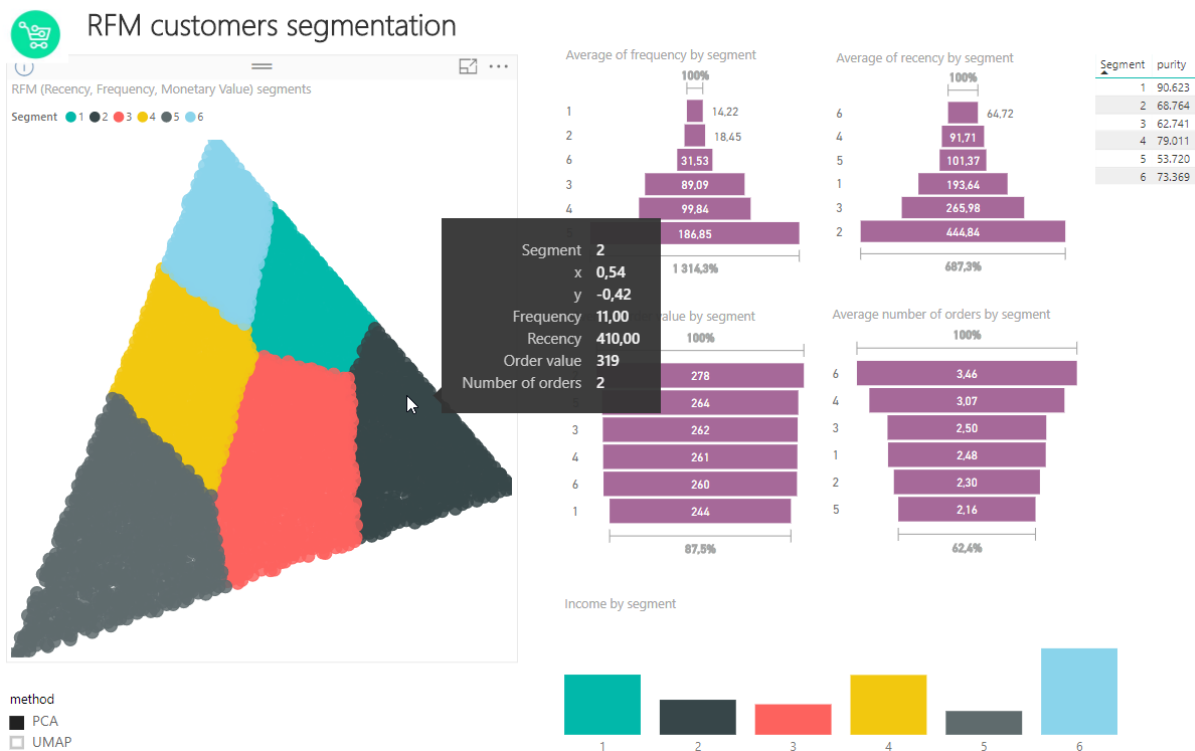 RFM customers segmentation
RFM (Recency, Frequency, Monetary Value) segments
Segment 1 2 3 4 5 6
Average of frequency by segment
100%
1 14,22
2 18,45
6 31,53
3 89,09
4 99,84
186,85
1 314,3%
Average of recency by segment
100%
6 64,72
4 91,71
5 101,37
1 193,64
3 265,98
2 444,84
687,3%
Segment purity
1 90.623
2 68.764
3 62.741
4 79.011
5 53.720
6 73.369
Segment 2
x 0,54
y -0,42
Frequency 11,00
Recency 410,00
Order value 319
Number of orders 2
value by segment
100%
278
264
3 262
4 261
6 260
1 244
87,5%
Average number of orders by segment
100%
6 3,46
4 3,07
3 2,50
1 2,48
2 2,30
5 2,16
62,4%
Income by segment
1 2 3 4 5 6
method
PCA
UMAP